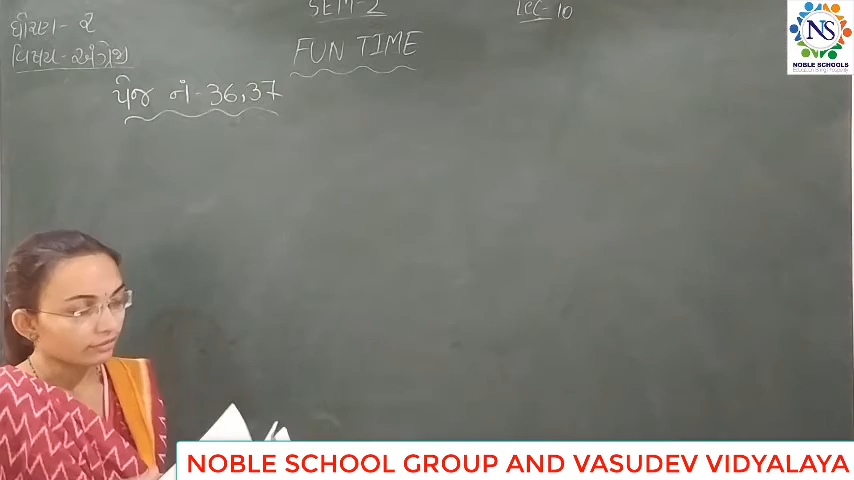 SEM-2
LEC-10
ધોરણ- ૨
વિષય- અંગ્રેજી
FUN TIME
પેજ નં- 36,37
NS
NOBLE SCHOOLS
NOBLE SCHOOL GROUP AND VASUDEV VIDYALAYA